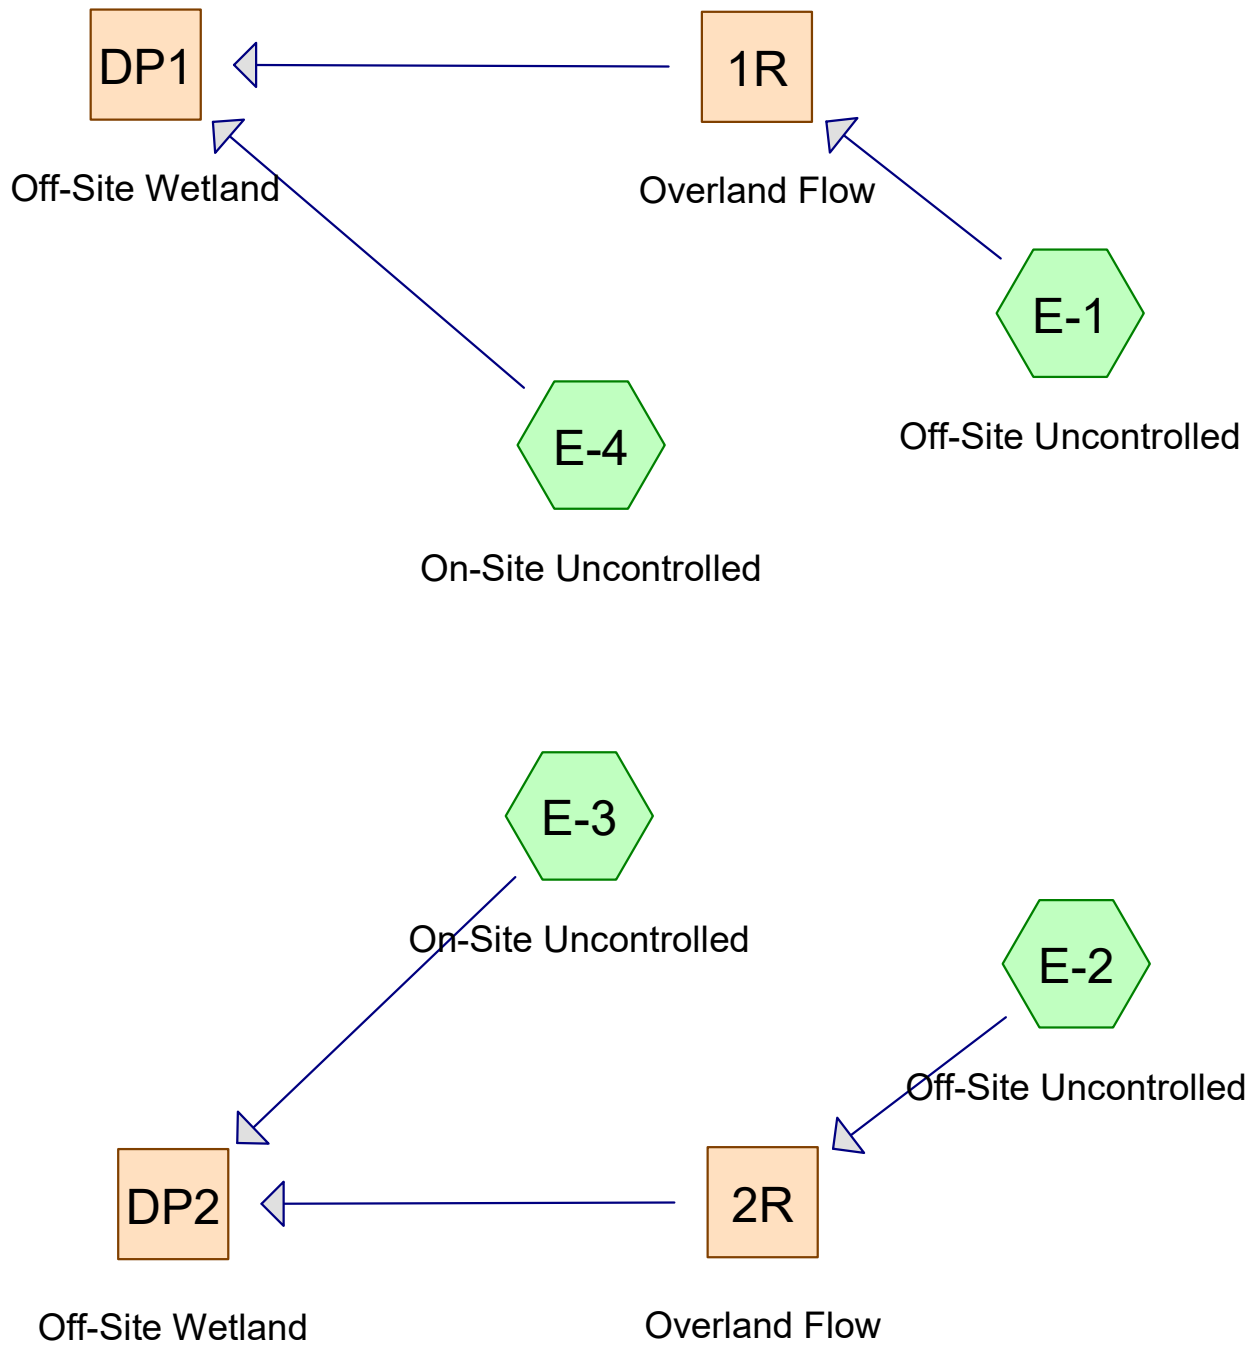 DP1
1R
Off-Site Wetland
Overland Flow
E-1
Off-Site Uncontrolled
E-4
On-Site Uncontrolled
E-3
On-Site Uncontrolled
E-2
Off-Site Uncontrolled
DP2
2R
Off-Site Wetland
Overland Flow